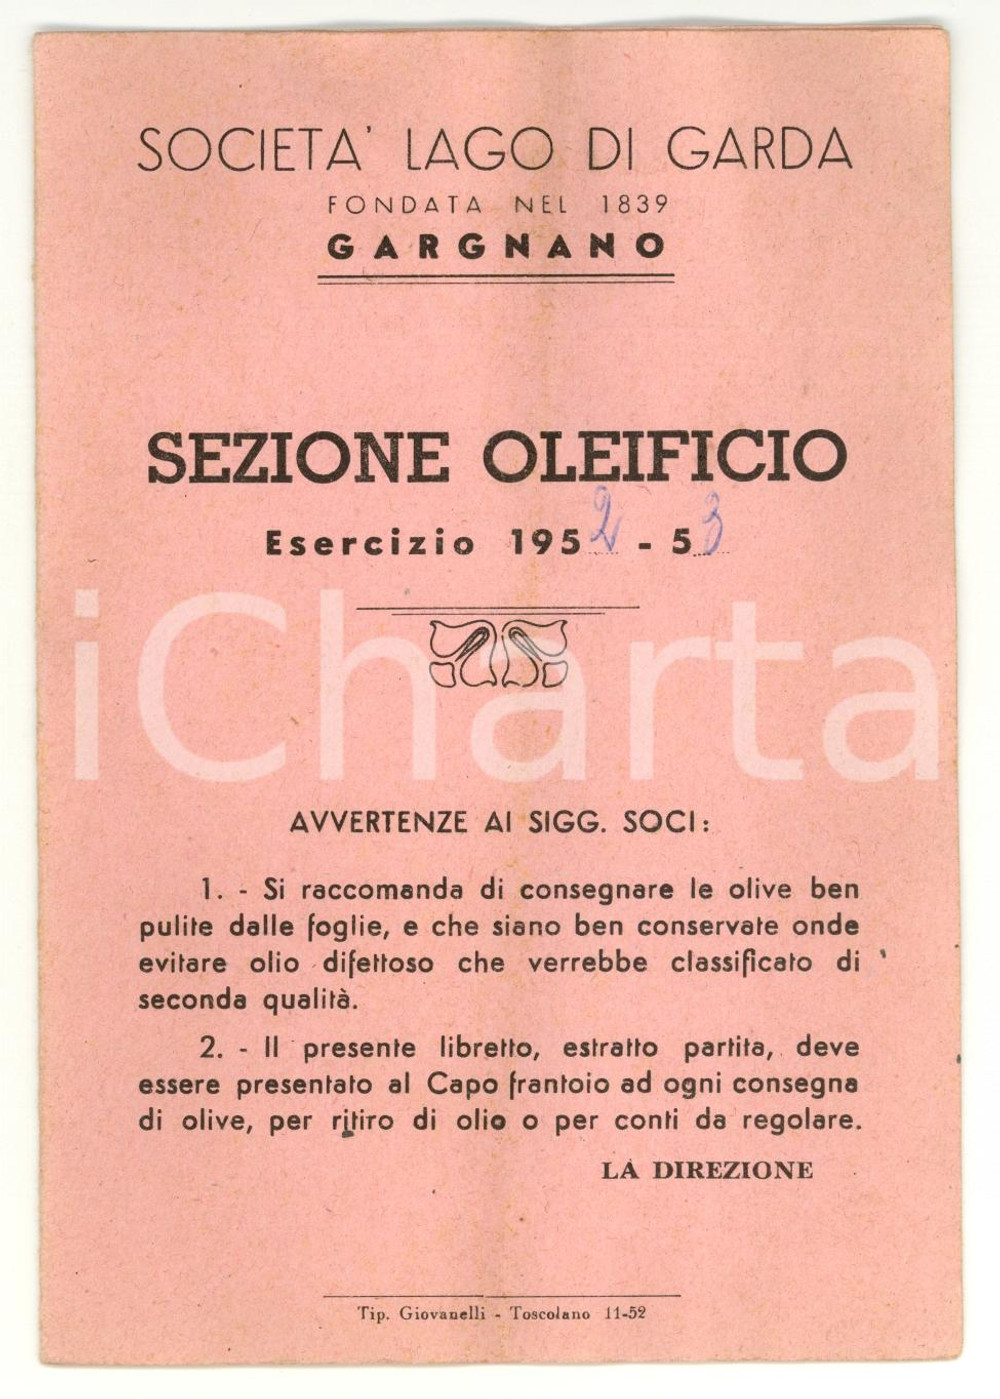 SOCIETA' LAGO DI GARDA
FONDATA NEL 1839
GARGNANO
SEZIONE OLEIFICIO
Esercizio 1952 - 53
iCharta
AVVERTENZE AI SIGG. SOCI:
1. - Si raccomanda di consegnare le olive ben
pulite dalle foglie, e che siano ben conservate onde
evitare olio difettoso che verrebbe classificato di
seconda qualità.
2. - Il presente libretto, estratto partita, deve
essere presentato al Capo frantoio ad ogni consegna
di olive, per ritiro di olio o per conti da regolare.
LA DIREZIONE
Tip. Giovanelli - Toscolano 11-52